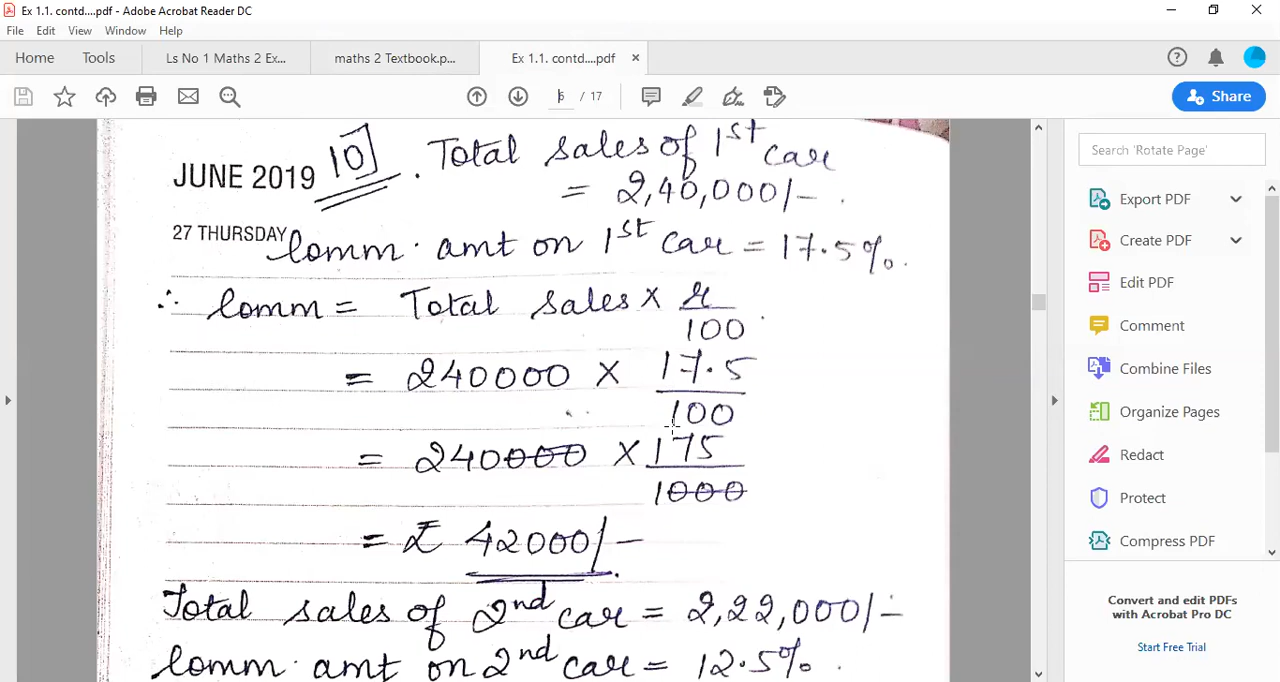 Ex 1.1. contd....pdf - Adobe Acrobat Reader DC
File Edit View Window Help
Home Tools Ls No 1 Maths 2 Ex... maths 2 Textbook.p... Ex 1.1. contd....pdf ×
6 / 17 Share
JUNE 2019 10 . Total sales of 1st car
= 2,40,000/- .
27 THURSDAY Comm. amt on 1st car = 17.5%.
∴ Comm = Total sales × r/100 .
= 240000 × 17.5/100
= 240000 × 175/1000
= ₹ 42000/- .
Total sales of 2nd car = 2,22,000/-
Comm. amt on 2nd car = 12.5% .
Search 'Rotate Page'
Export PDF
Create PDF
Edit PDF
Comment
Combine Files
Organize Pages
Redact
Protect
Compress PDF
Convert and edit PDFs
with Acrobat Pro DC
Start Free Trial